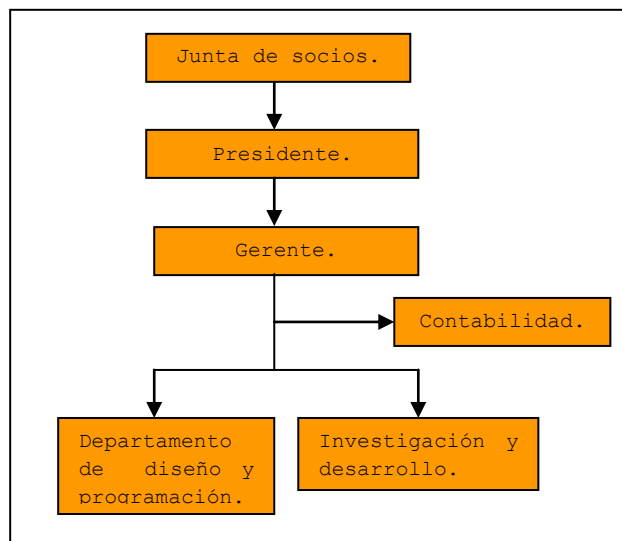 Junta de socios.
Presidente.
Gerente.
Contabilidad.
Departamento
de diseño y
programación.
Investigación y
desarrollo.